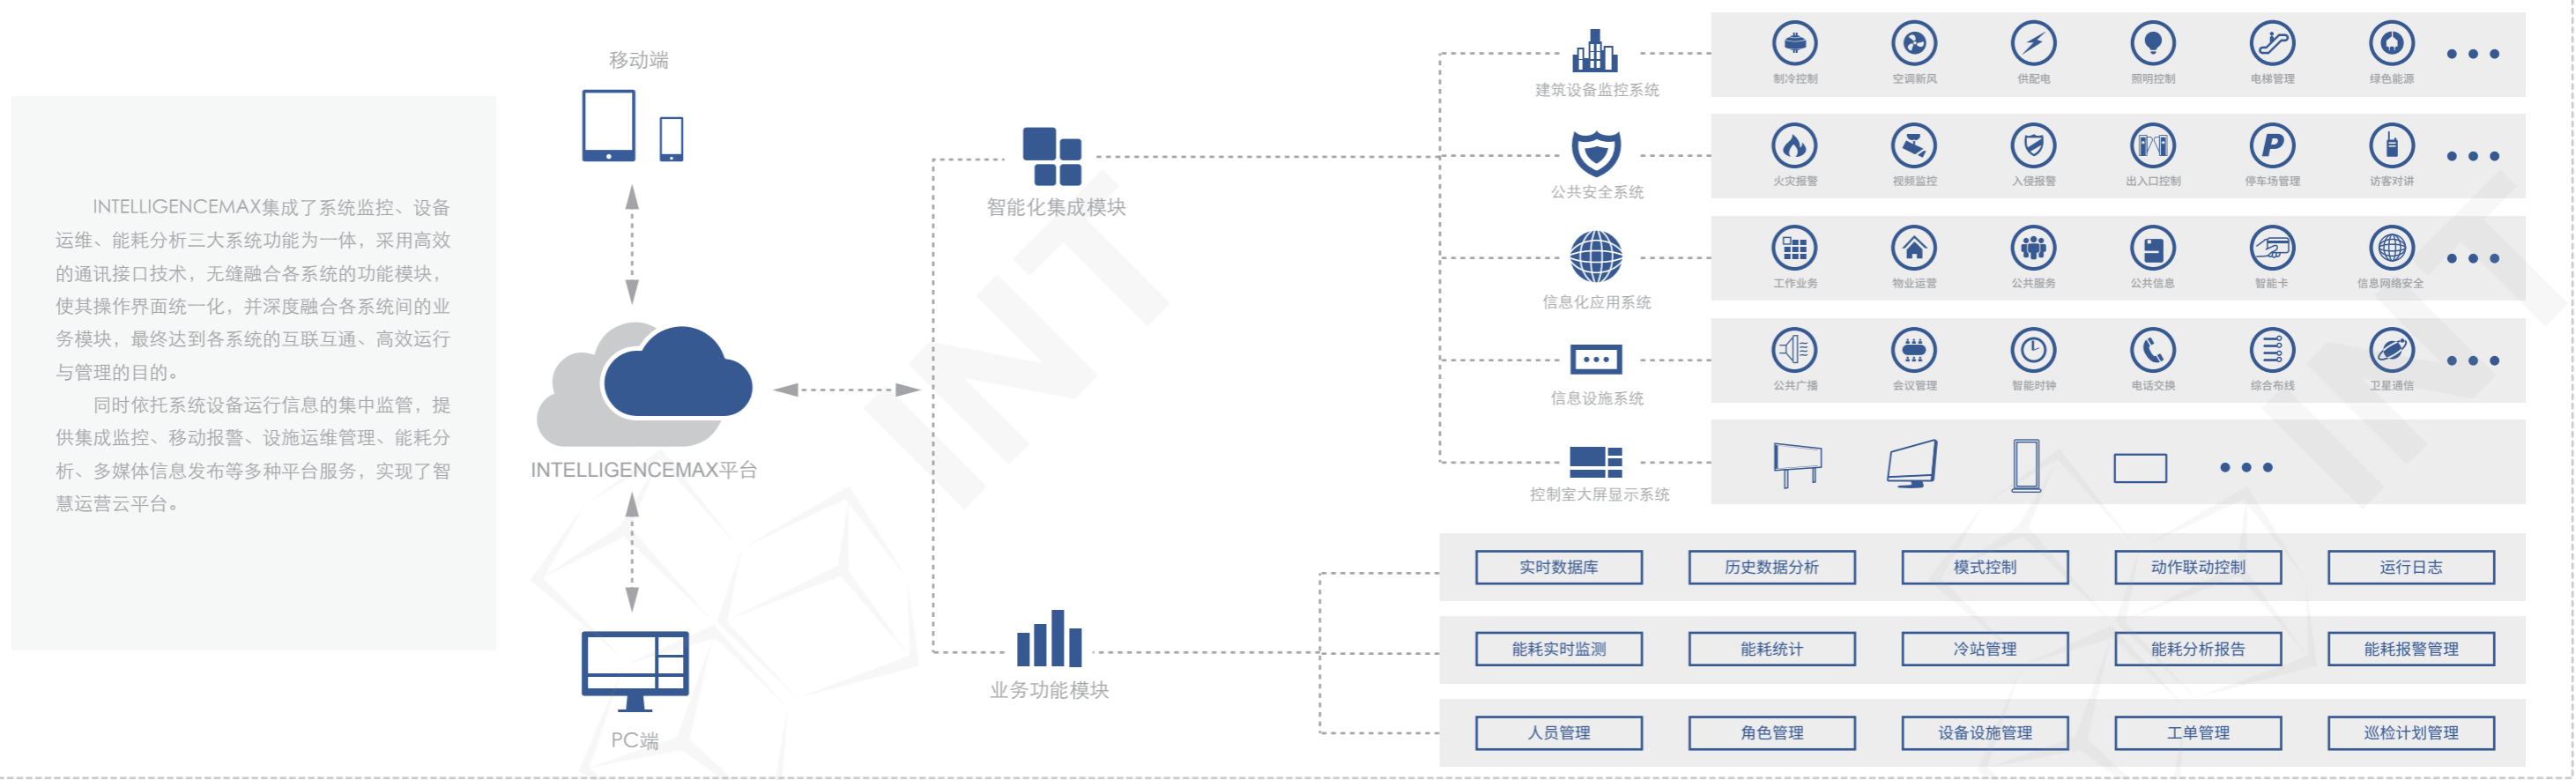 INTELLIGENCEMAX集成了系统监控、设备
运维、能耗分析三大系统功能为一体，采用高效
的通讯接口技术，无缝融合各系统的功能模块，
使其操作界面统一化，并深度融合各系统间的业
务模块，最终达到各系统的互联互通、高效运行
与管理的目的。
同时依托系统设备运行信息的集中监管，提
供集成监控、移动报警、设施运维管理、能耗分
析、多媒体信息发布等多种平台服务，实现了智
慧运营云平台。
移动端
INTELLIGENCEMAX平台
PC端
智能化集成模块
业务功能模块
建筑设备监控系统
制冷控制 空调新风 供配电 照明控制 电梯管理 绿色能源
公共安全系统
火灾报警 视频监控 入侵报警 出入口控制 P 停车场管理 访客对讲
信息化应用系统
工作业务 物业运营 公共服务 公共信息 智能卡 信息网络安全
信息设施系统
公共广播 会议管理 智能时钟 电话交换 综合布线 卫星通信
控制室大屏显示系统
实时数据库 历史数据分析 模式控制 动作联动控制 运行日志
能耗实时监测 能耗统计 冷站管理 能耗分析报告 能耗报警管理
人员管理 角色管理 设备设施管理 工单管理 巡检计划管理
INT
INT